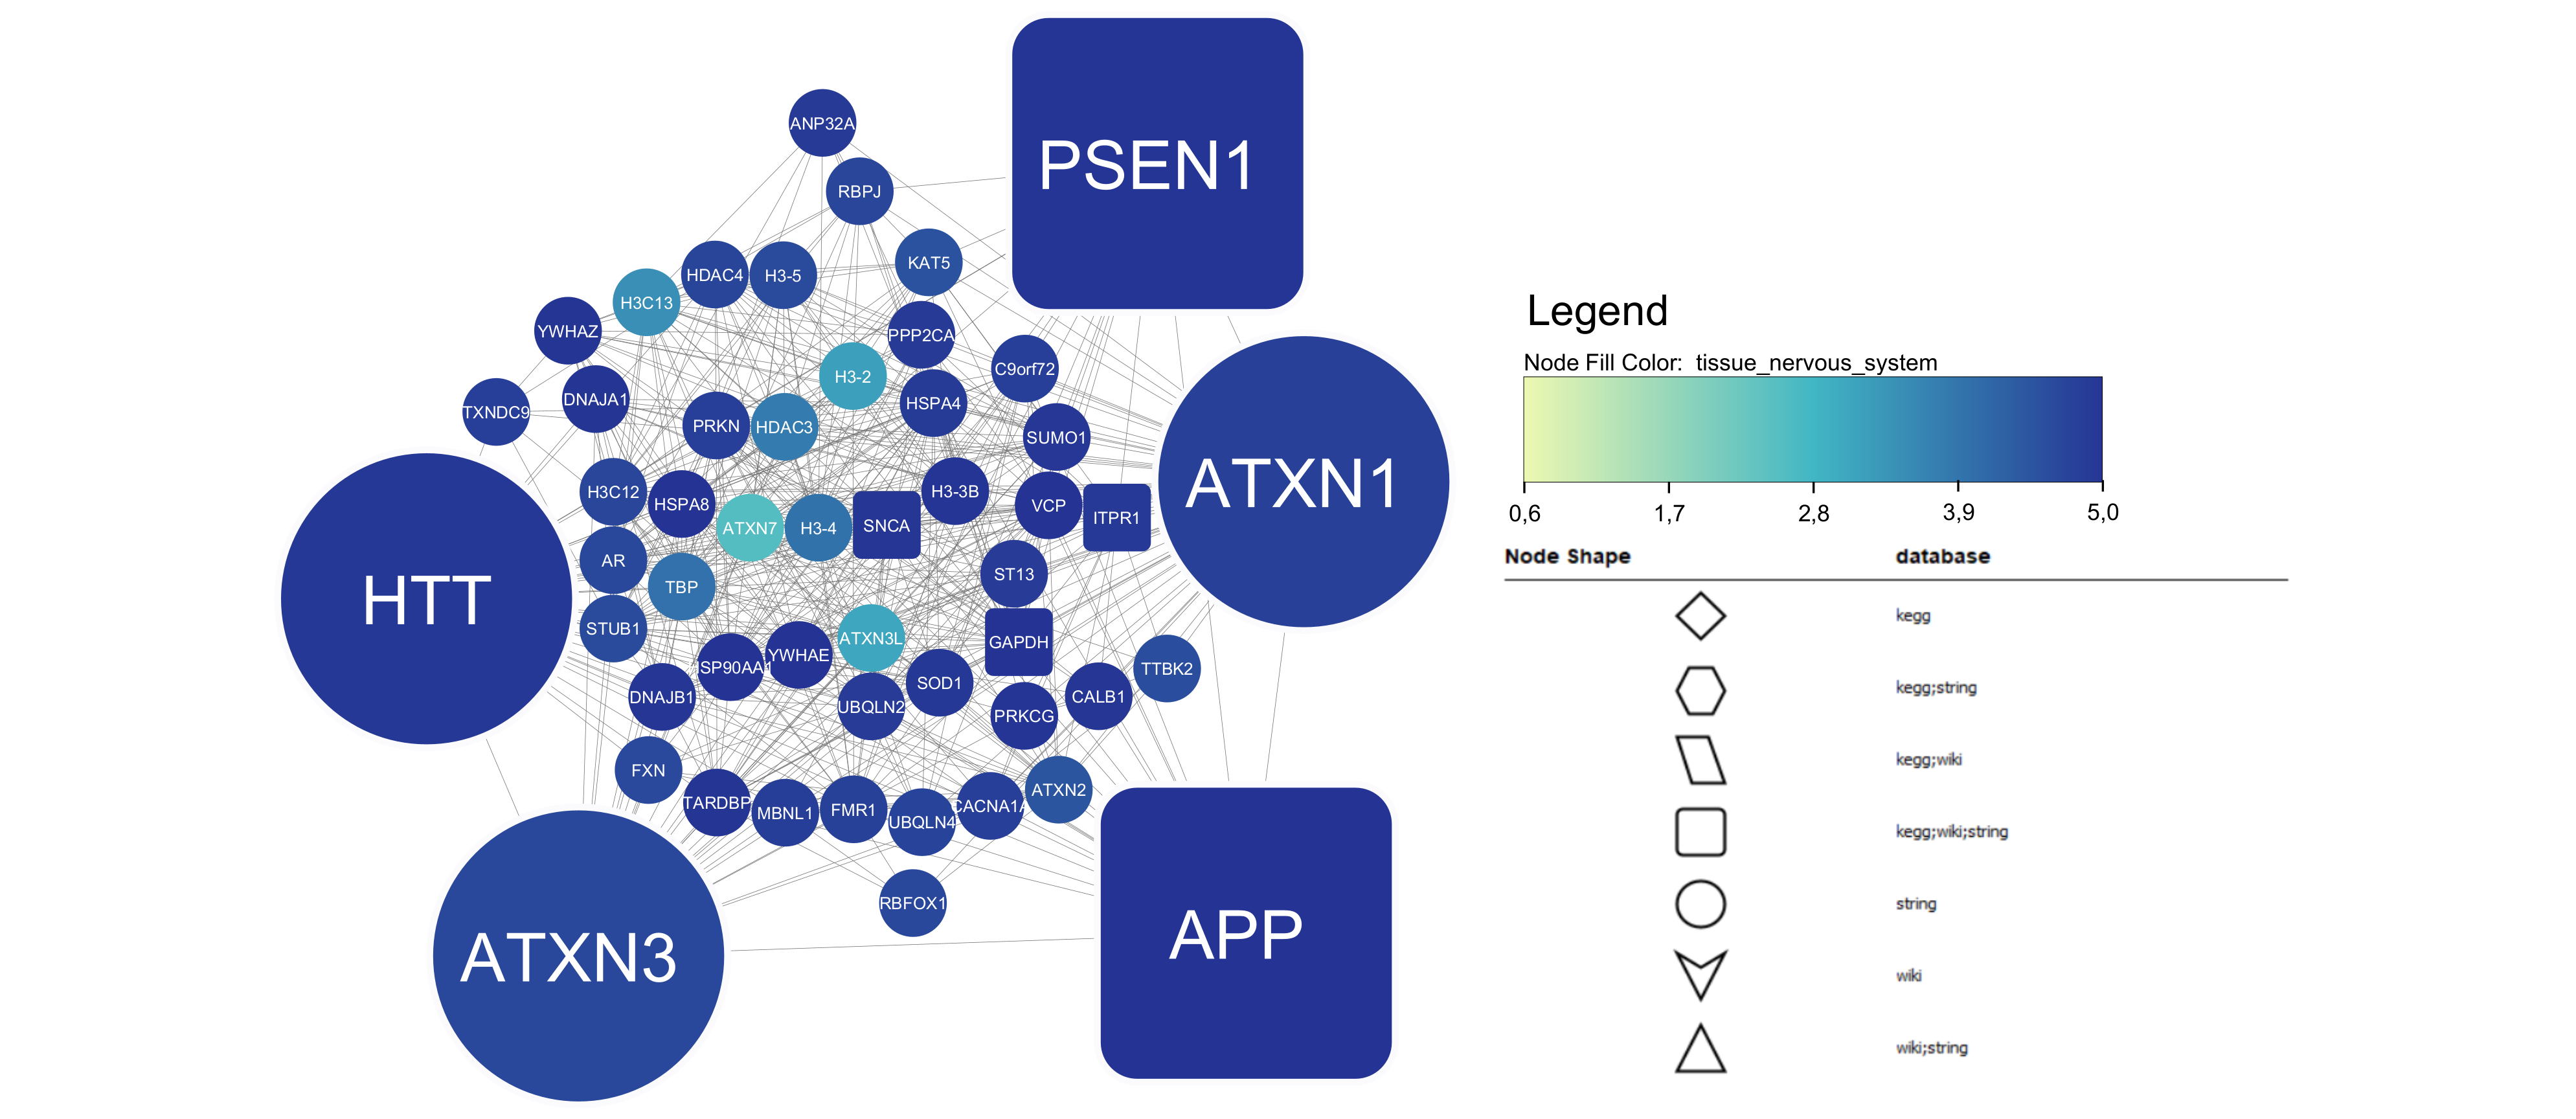 PSEN1
ANP32A
RBPJ
KAT5
HDAC4
H3-5
H3C13
YWHAZ
PPP2CA
C9orf72
H3-2
DNAJA1
HSPA4
TXNDC9
PRKN
HDAC3
SUMO1
ATXN1
H3C12
HSPA8
H3-3B
VCP
ITPR1
ATXN7
H3-4
SNCA
AR
TBP
ST13
HTT
STUB1
ATXN3L
GAPDH
SP90AA1
YWHAE
TTBK2
DNAJB1
UBQLN2
SOD1
PRKCG
CALB1
FXN
TARDBP
MBNL1
FMR1
UBQLN4
CACNA1A
ATXN2
RBFOX1
ATXN3
APP
Legend
Node Fill Color: tissue_nervous_system
0,6 1,7 2,8 3,9 5,0
Node Shape database
kegg
kegg;string
kegg;wiki
kegg;wiki;string
string
wiki
wiki;string